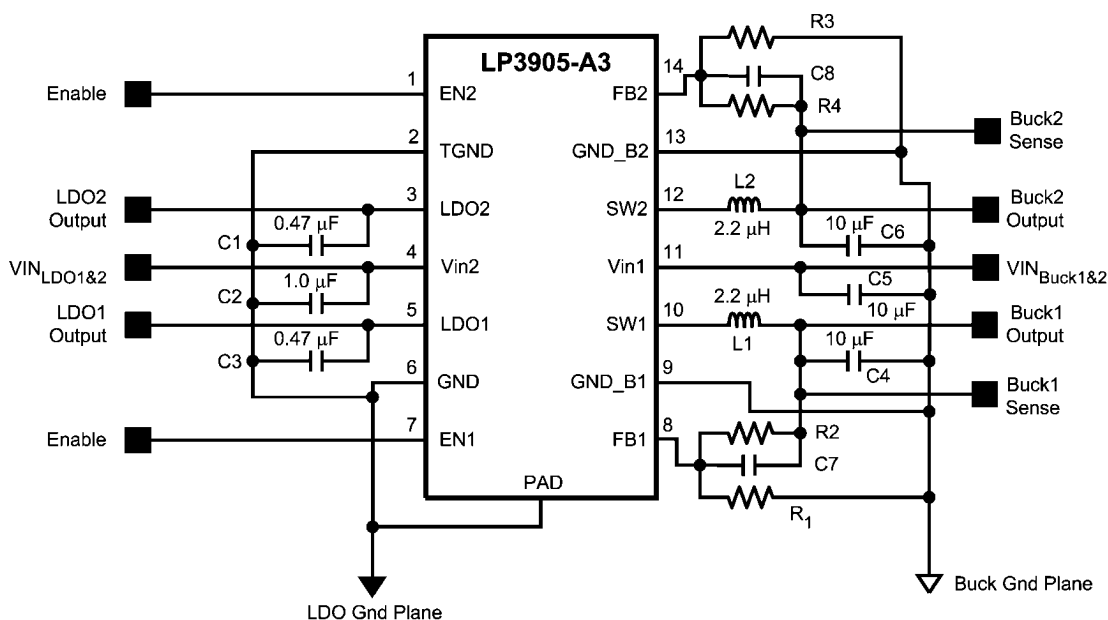 LP3905-A3
Enable
1
EN2
2
TGND
LDO2
Output
3
LDO2
C1
0.47 µF
VIN_LDO1&2
4
Vin2
C2
1.0 µF
LDO1
Output
5
LDO1
C3
0.47 µF
6
GND
Enable
7
EN1
PAD
LDO Gnd Plane
R3
14
FB2
C8
R4
Buck2
Sense
13
GND_B2
12
SW2
L2
2.2 µH
Buck2
Output
10 µF
C6
11
Vin1
VIN_Buck1&2
C5
10 µF
10
SW1
2.2 µH
L1
Buck1
Output
10 µF
C4
9
GND_B1
Buck1
Sense
8
FB1
R2
C7
R1
Buck Gnd Plane